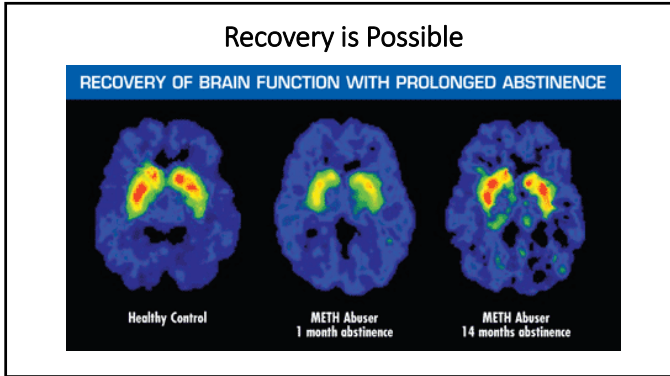 Recovery is Possible
RECOVERY OF BRAIN FUNCTION WITH PROLONGED ABSTINENCE
Healthy Control
METH Abuser
1 month abstinence
METH Abuser
14 months abstinence